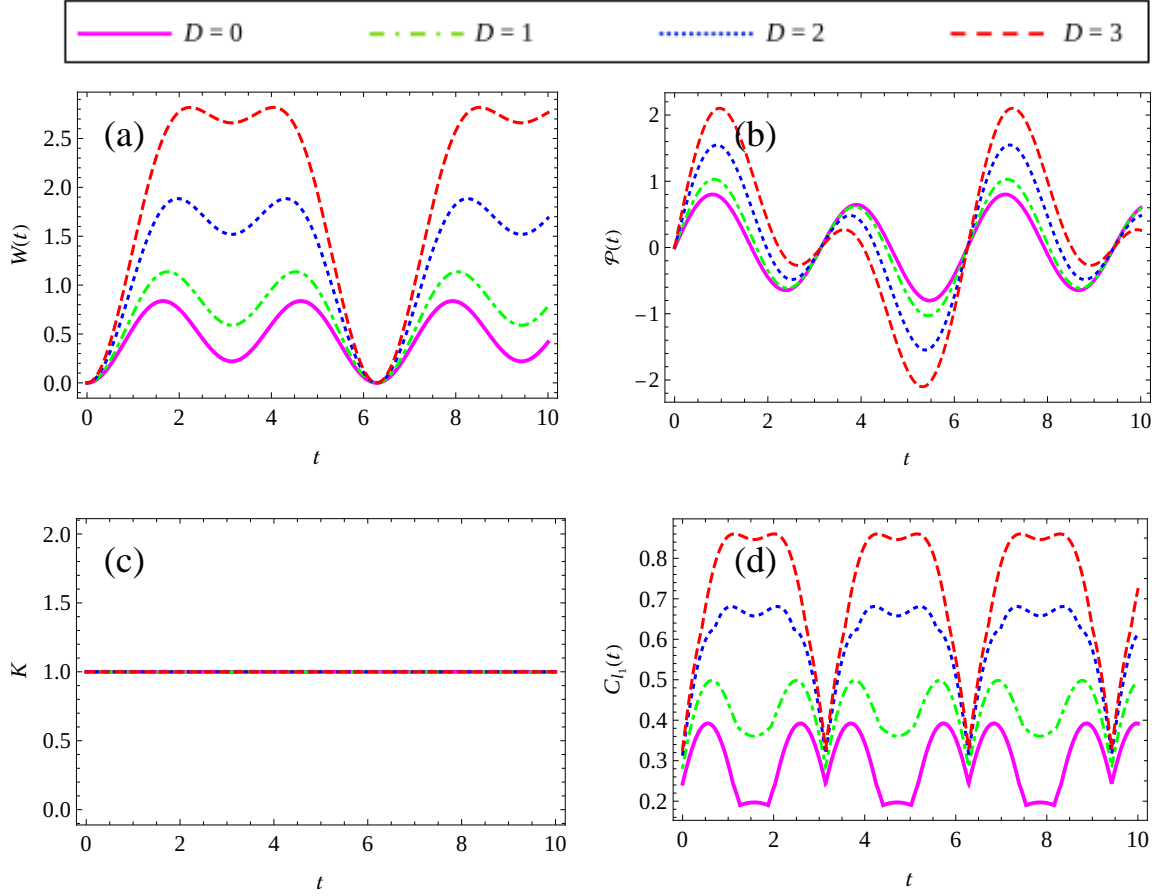 D = 0 D = 1 D = 2 D = 3
(a)
W(t)
2.5
2.0
1.5
1.0
0.5
0.0
0 2 4 6 8 10
t
(b)
𝒫(t)
2
1
0
−1
−2
0 2 4 6 8 10
t
(c)
K
2.0
1.5
1.0
0.5
0.0
0 2 4 6 8 10
t
(d)
C_{l_1}(t)
0.8
0.7
0.6
0.5
0.4
0.3
0.2
0 2 4 6 8 10
t